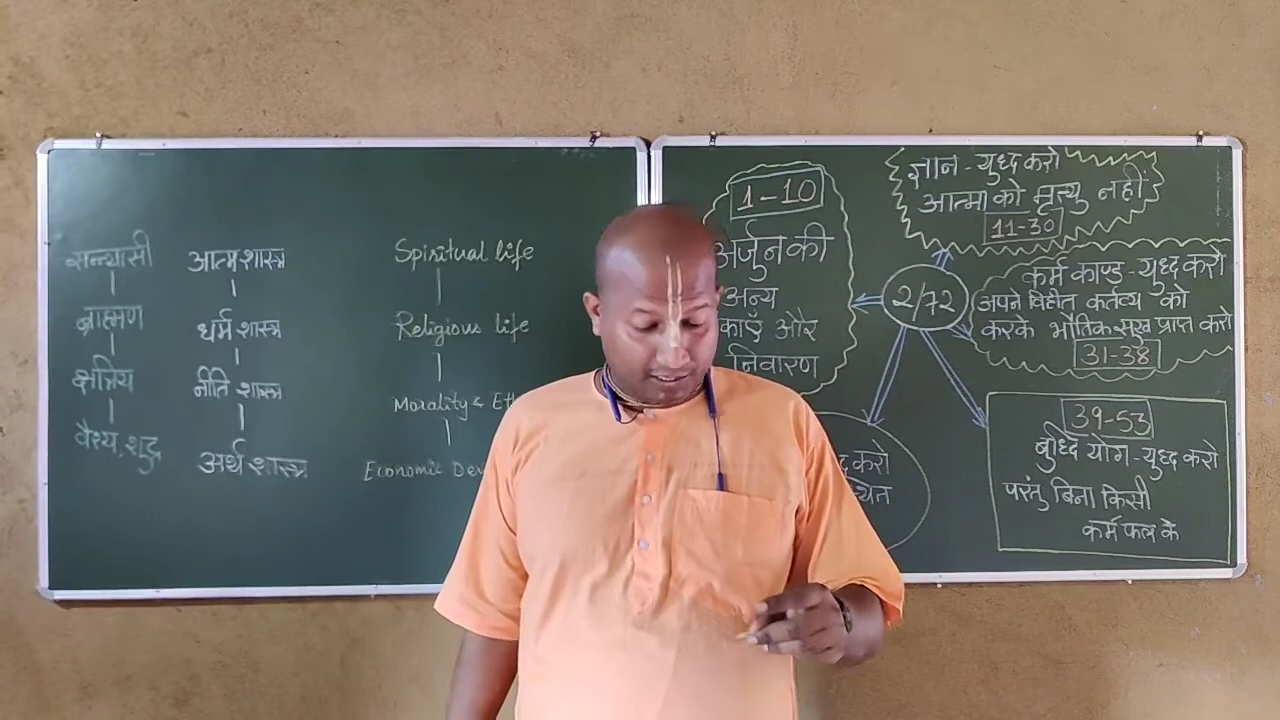 सन्यासी आत्मशास्त्र Spiritual life
ब्राह्मण धर्म शास्त्र Religious life
क्षत्रिय नीति शास्त्र Morality & Eth
वैश्य, शुद्र अर्थ शास्त्र Economic Dev
1-10
अर्जुन की
अन्य
काएँ और
निवारण
ज्ञान - युध्द करो
आत्मा को मृत्यु नहीं
11-30
2/72
कर्म काण्ड - युध्द करो
अपने विहीत कर्तव्य को
करके भौतिक सुख प्राप्त करो
31-38
39-53
बुध्दि योग - युध्द करो
परंतु बिना किसी
कर्म फल के
द करो
थित